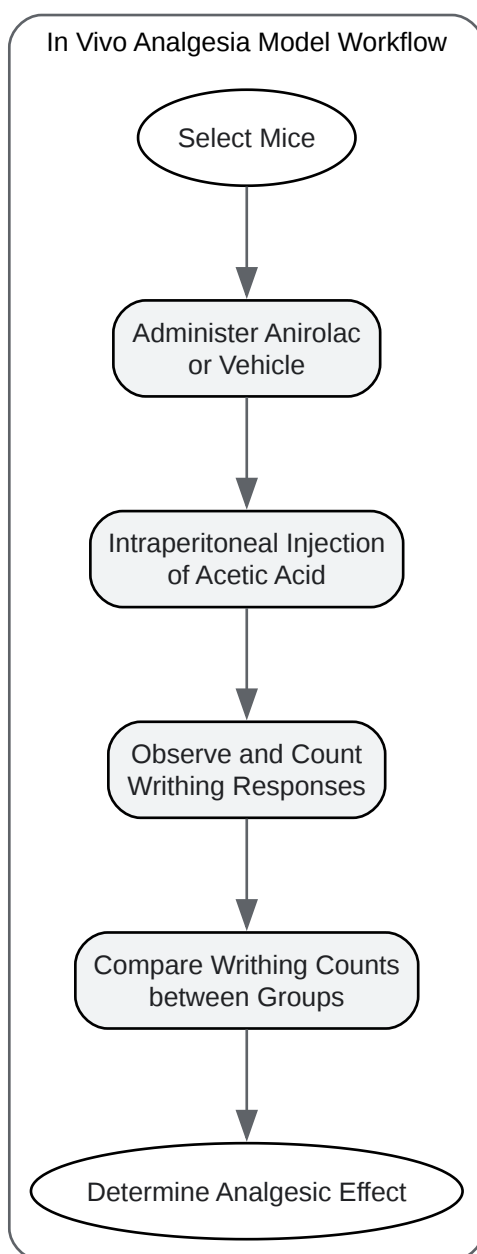 In Vivo Analgesia Model Workflow
Select Mice
Administer Anirolac
or Vehicle
Intraperitoneal Injection
of Acetic Acid
Observe and Count
Writhing Responses
Compare Writhing Counts
between Groups
Determine Analgesic Effect